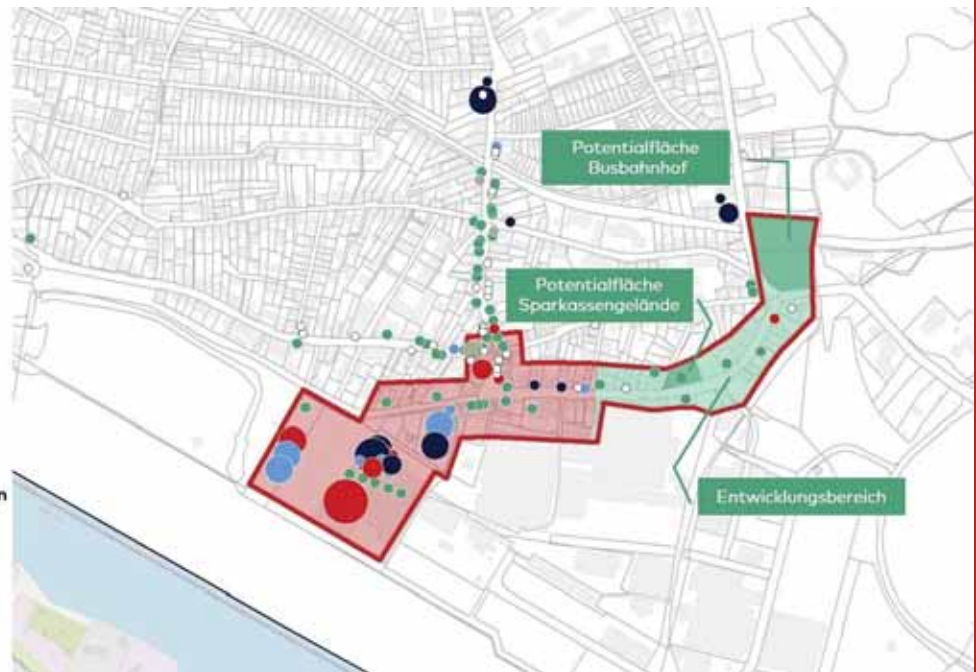 Potentialfläche
Busbahnhof
Potentialfläche
Sparkassengelände
n
Entwicklungsbereich